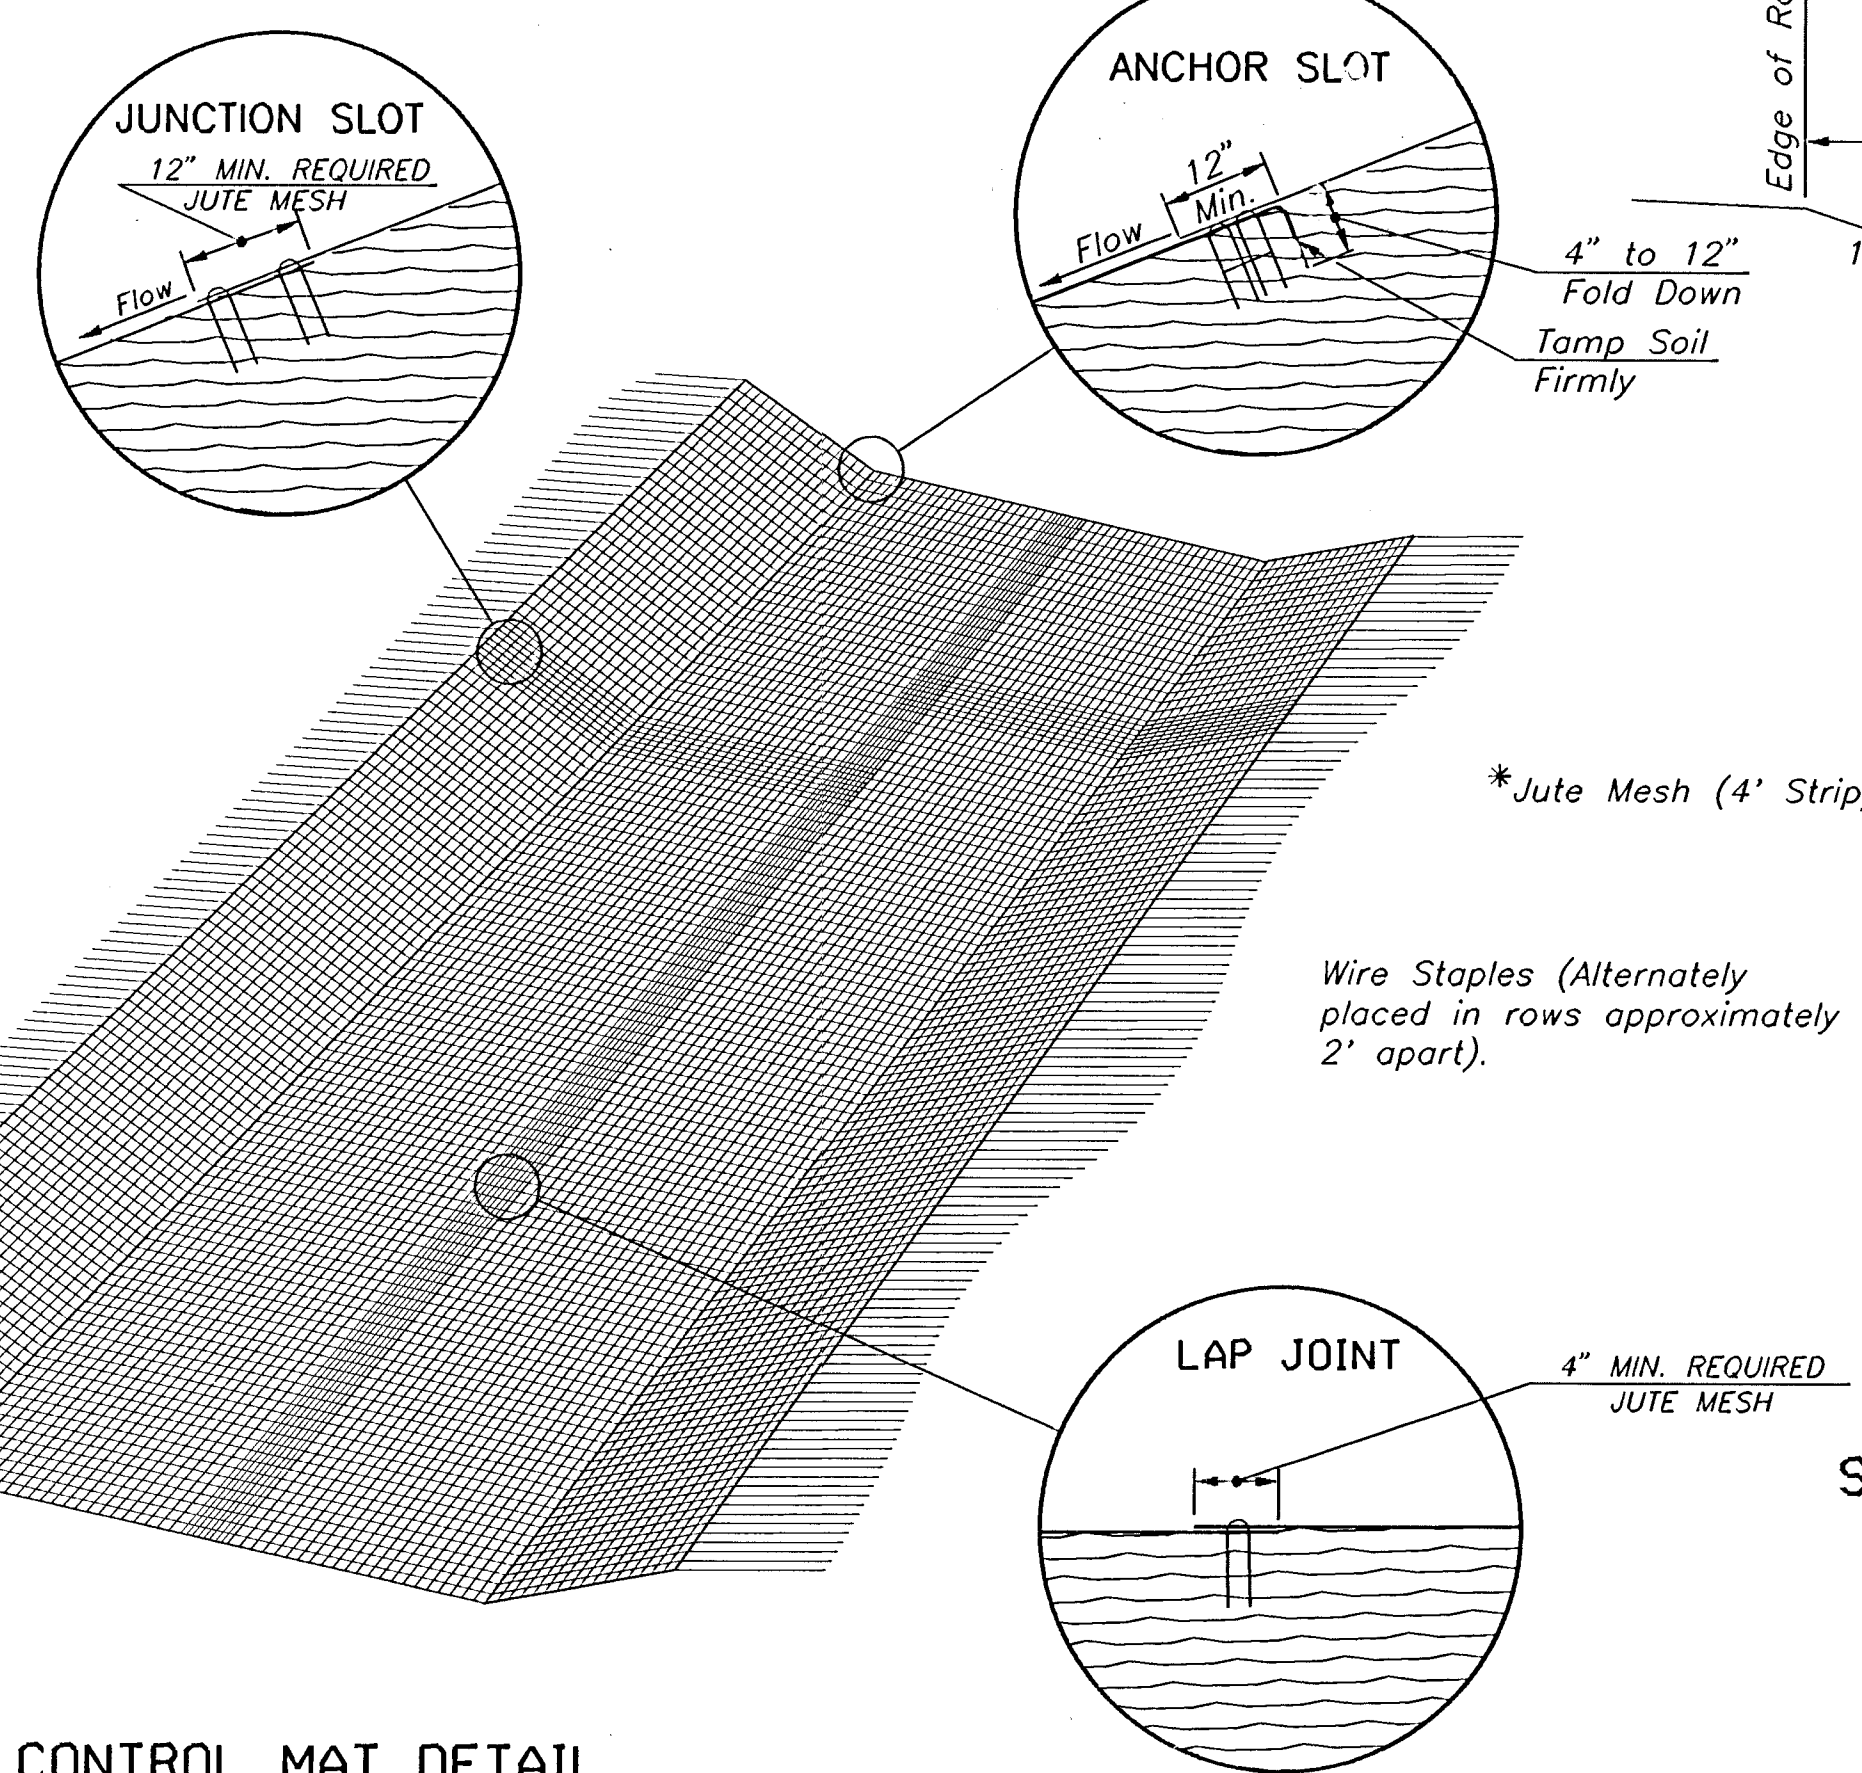 JUNCTION SLOT
12” MIN. REQUIRED
JUTE MESH
Flow
ANCHOR SLOT
12”
Min.
Flow
Edge of
4” to 12”
Fold Down
Tamp Soil
Firmly
*Jute Mesh (4’ Strip
Wire Staples (Alternately
placed in rows approximately
2’ apart).
LAP JOINT
4” MIN. REQUIRED
JUTE MESH
CONTROL MAT DETAIL